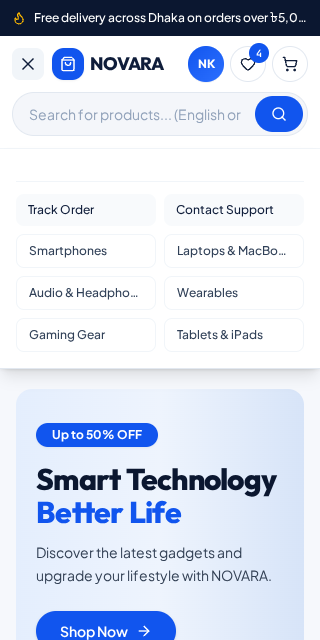 Free delivery across Dhaka on orders over ৳5,0...
NOVARA
NK
4
Search for products... (English or
Track Order
Contact Support
Smartphones
Laptops & MacBo...
Audio & Headpho...
Wearables
Gaming Gear
Tablets & iPads
Up to 50% OFF
Smart Technology
Better Life
Discover the latest gadgets and
upgrade your lifestyle with NOVARA.
Shop Now